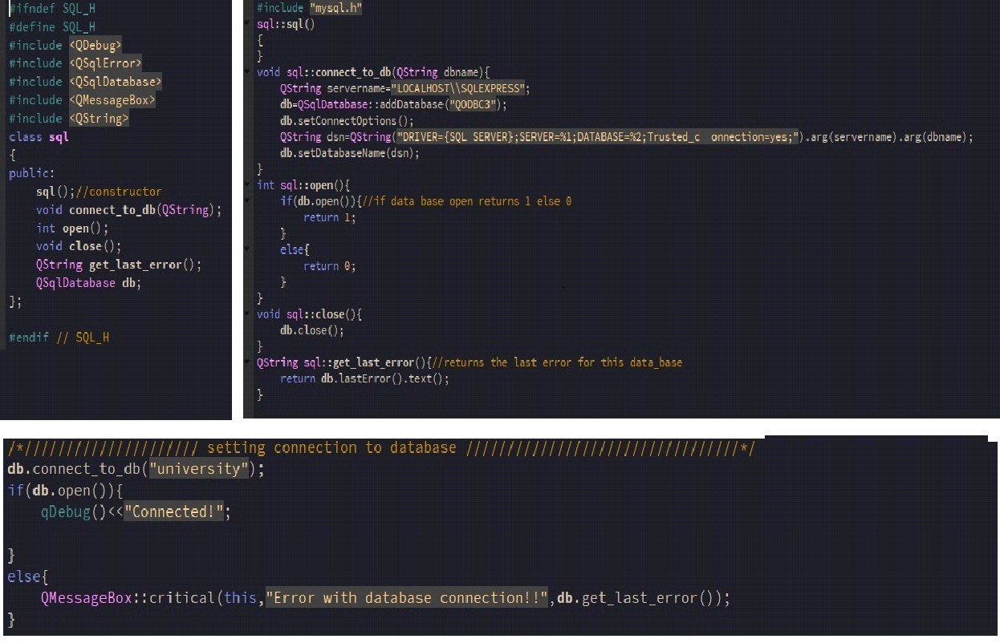 #ifndef SQL_H
#define SQL_H
#include <QDebug>
#include <QSqlError>
#include <QSqlDatabase>
#include <QMessageBox>
#include <QString>
class sql
{
public:
    sql();//constructor
    void connect_to_db(QString);
    int open();
    void close();
    QString get_last_error();
    QSqlDatabase db;
};
#endif // SQL_H
#include "mysql.h"
sql::sql()
{
}
void sql::connect_to_db(QString dbname){
    QString servername="LOCALHOST\\SQLEXPRESS";
    db=QSqlDatabase::addDatabase("QODBC3");
    db.setConnectOptions();
    QString dsn=QString("DRIVER={SQL SERVER};SERVER=%1;DATABASE=%2;Trusted_c  onnection=yes;").arg(servername).arg(dbname);
    db.setDatabaseName(dsn);
}
int sql::open(){
    if(db.open()){//if data base open returns 1 else 0
        return 1;
    }
    else{
        return 0;
    }
}
void sql::close(){
    db.close();
}
QString sql::get_last_error(){//returns the last error for this data_base
    return db.lastError().text();
}
/*///////////////////// setting connection to database /////////////////////////////////*/
db.connect_to_db("university");
if(db.open()){
    qDebug()<<"Connected!";
}
else{
    QMessageBox::critical(this,"Error with database connection!!",db.get_last_error());
}